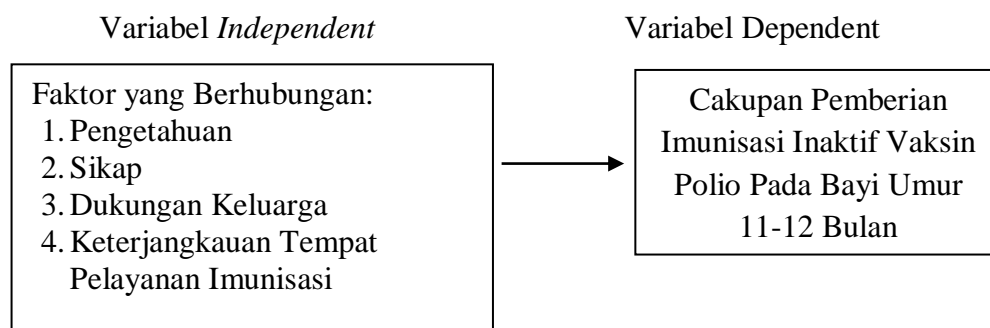 Variabel Independent
Variabel Dependent
Faktor yang Berhubungan:
1. Pengetahuan
2. Sikap
3. Dukungan Keluarga
4. Keterjangkauan Tempat
Pelayanan Imunisasi
Cakupan Pemberian
Imunisasi Inaktif Vaksin
Polio Pada Bayi Umur
11-12 Bulan